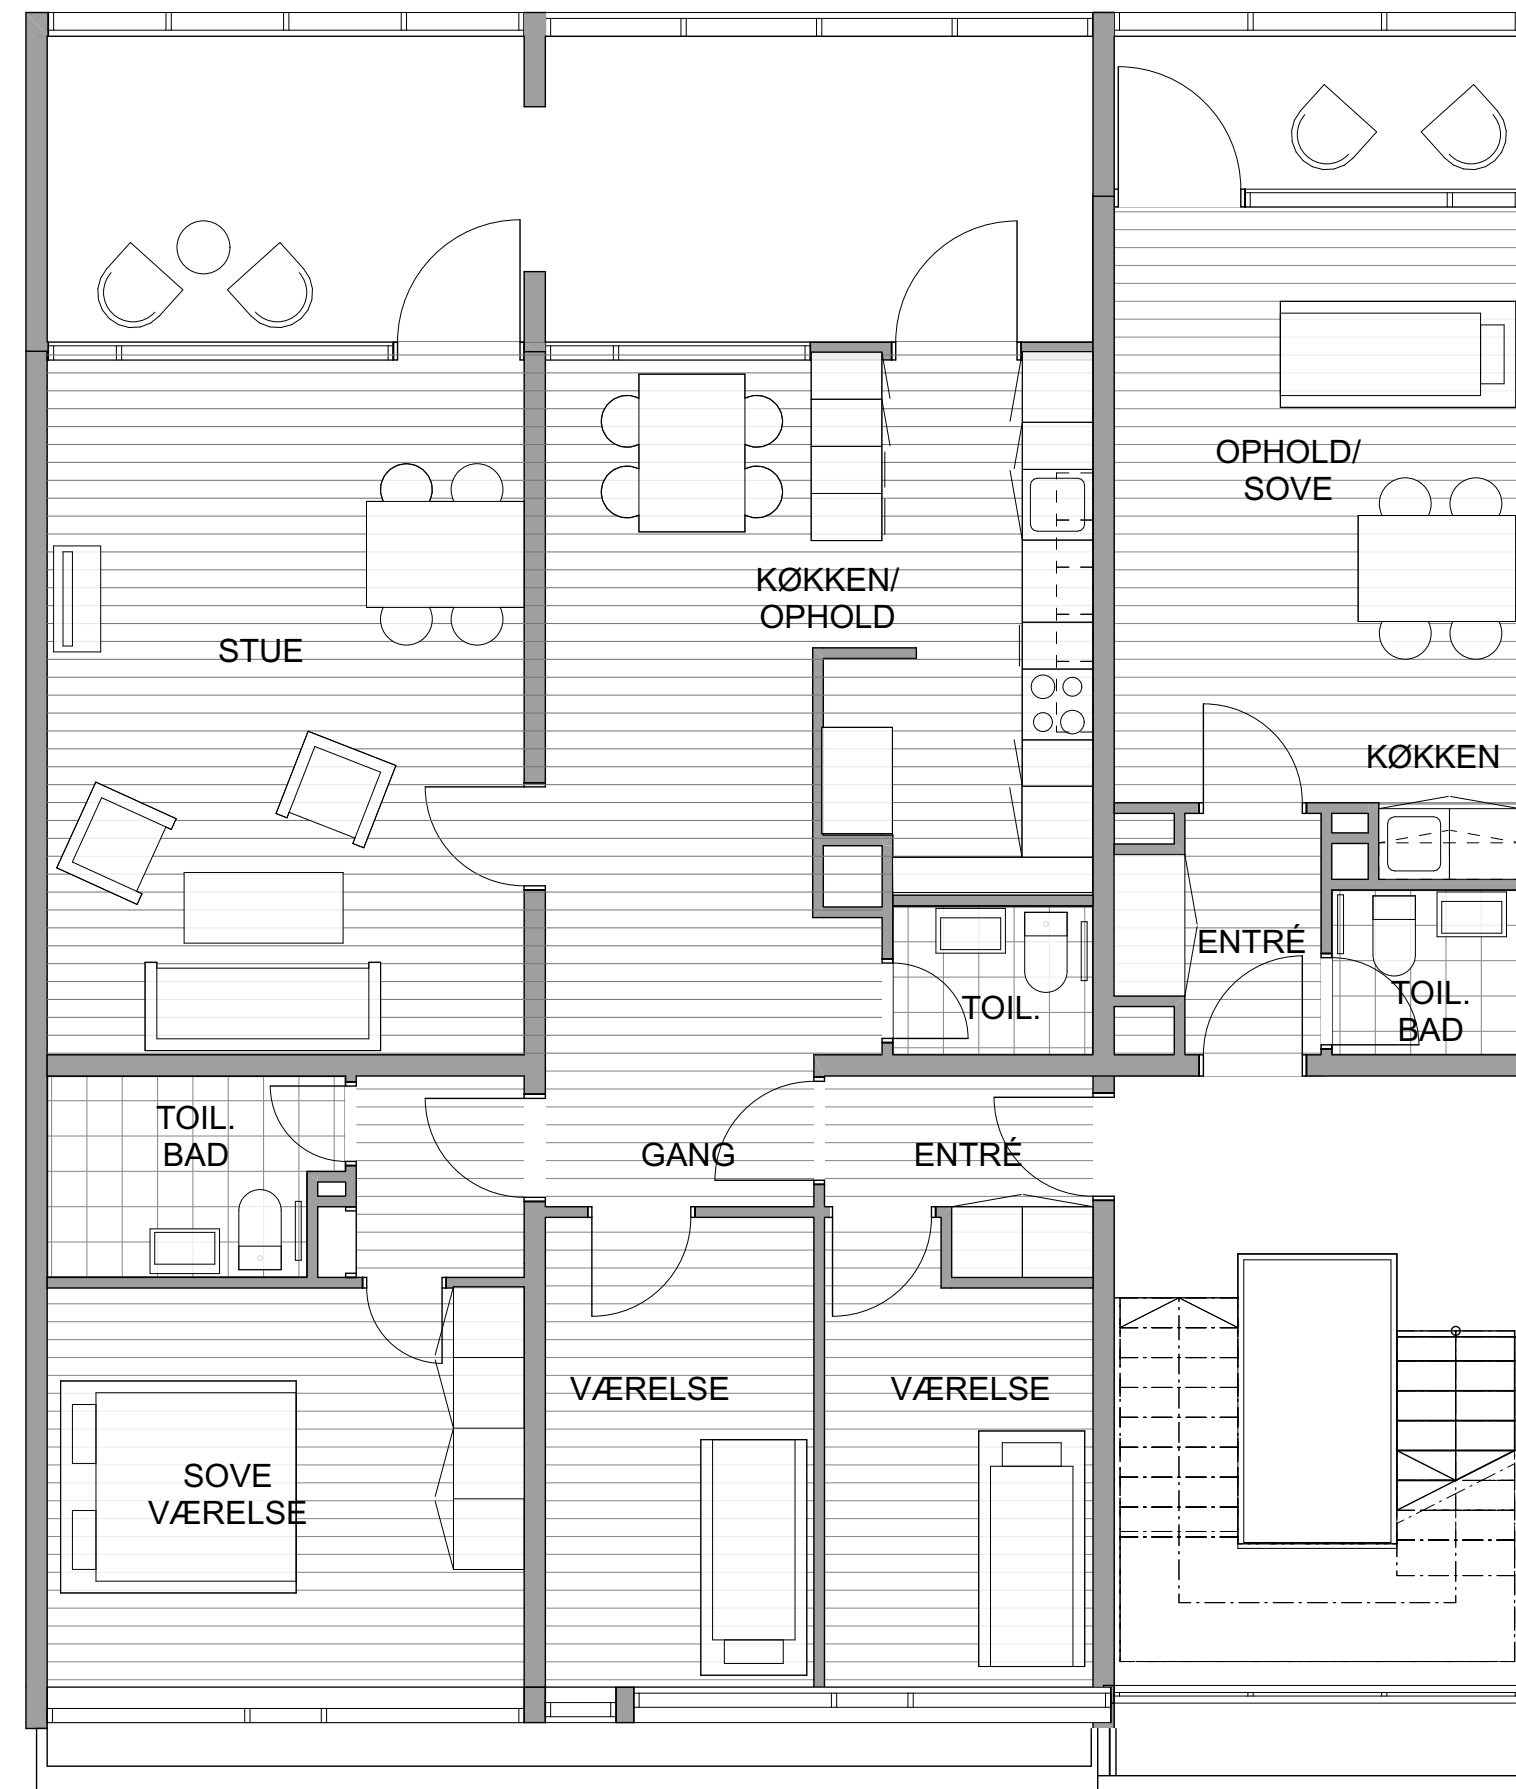 OPHOLD/
SOVE
KØKKEN/
OPHOLD
STUE
KØKKEN
ENTRÉ
TOIL.
BAD
TOIL.
TOIL.
BAD
GANG
ENTRÉ
VÆRELSE
VÆRELSE
SOVE
VÆRELSE